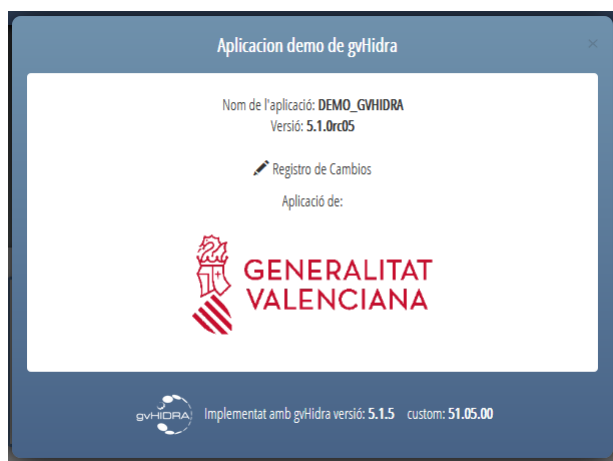 Aplicacion demo de gvHidra
×
Nom de l'aplicació: DEMO_GVHIDRA
Versió: 5.1.0rc05
Registro de Cambios
Aplicació de:
GENERALITAT
VALENCIANA
gvHIDRA Implementat amb gvHidra versió: 5.1.5 custom: 51.05.00